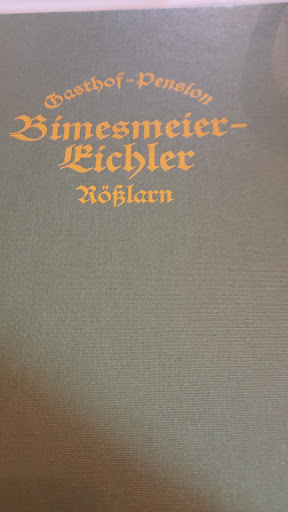 Gasthof-Pension
Bimesmeier-
Eichler
Rößlarn